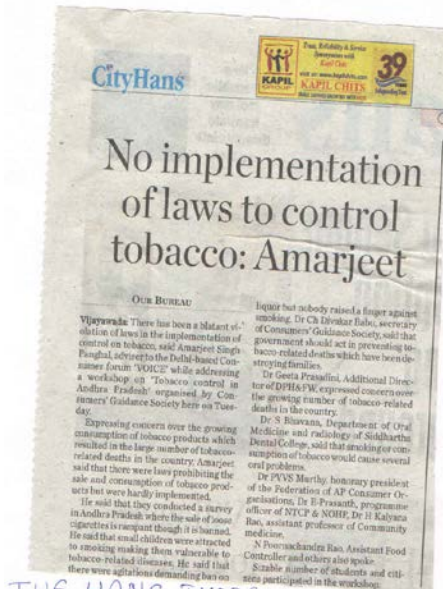 CityHans
KAPIL
GROUP
Trust, Reliability & Service
Synonymous with
Kapil Chits
KAPIL CHITS
39
YEARS
No implementation
of laws to control
tobacco: Amarjeet
OUR BUREAU
Vijayawada: There has been a blatant vi-
olation of laws in the implementation of
control on tobacco, said Amarjeet Singh
Panghal, adviser to the Delhi-based Con-
sumer forum 'VOICE' while addressing
a workshop on 'Tobacco control in
Andhra Pradesh' organised by Con-
sumers' Guidance Society here on Tues-
day.
Expressing concern over the growing
consumption of tobacco products which
resulted in the large number of tobacco-
related deaths in the country, Amarjeet
said that there were laws prohibiting the
sale and consumption of tobacco prod-
ucts but were hardly implemented.
He said that they conducted a survey
in Andhra Pradesh where the sale of loose
cigarettes is rampant though it is banned.
He said that small children were attracted
to smoking making them vulnerable to
tobacco-related diseases. He said that
there were agitations demanding ban on
liquor but nobody raised a finger against
smoking. Dr Ch Divakar Babu, secretary
of Consumers' Guidance Society, said that
government should act in preventing to-
bacco-related deaths which have been de-
stroying families.
Dr Geeta Prasadini, Additional Direc-
tor of DPH&FW, expressed concern over
the growing number of tobacco-related
deaths in the country.
Dr S Bhavana, Department of Oral
Medicine and radiology of Siddhartha
Dental College, said that smoking or con-
sumption of tobacco would cause several
oral problems.
Dr PVVS Murthy, honorary president
of the Federation of AP Consumer Or-
ganisations, Dr E Prasanth, programme
officer of NTCP & NOHP, Dr H Kalyana
Rao, assistant professor of Community
medicine,
N Poornachandra Rao, Assistant Food
Controller and others also spoke.
Sizable number of students and citi-
sens participated in the workshop.
THE HANS